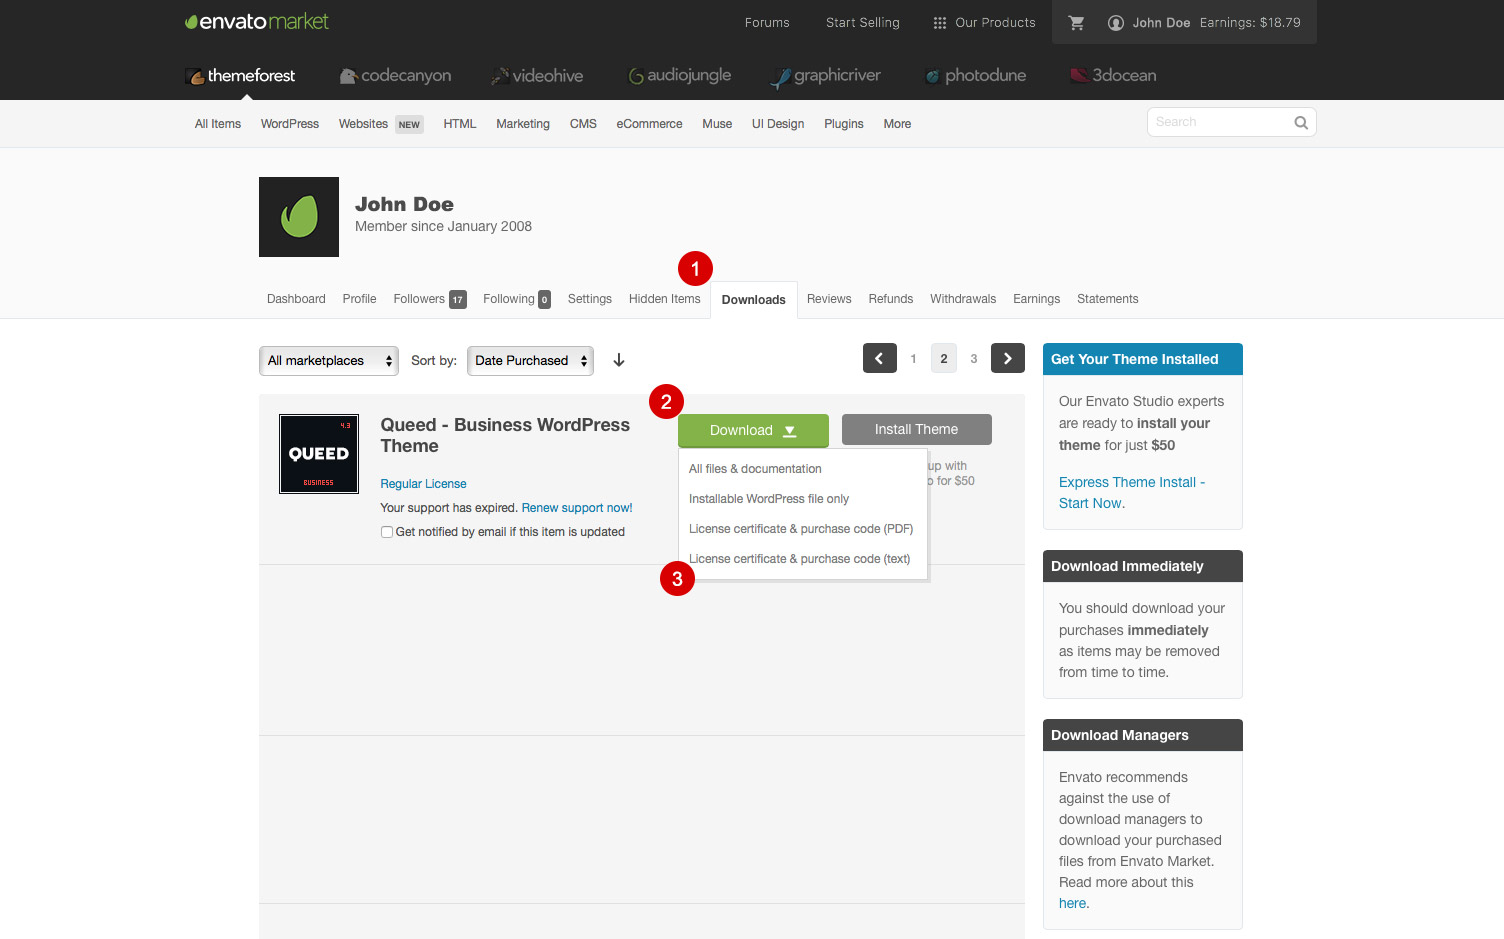 envatomarket
Forums Start Selling Our Products John Doe Earnings: $18.79
themeforest codecanyon videohive audiojungle graphicriver photodune 3docean
All Items WordPress Websites NEW HTML Marketing CMS eCommerce Muse UI Design Plugins More Search
John Doe
Member since January 2008
1
Dashboard Profile Followers 17 Following 0 Settings Hidden Items Downloads Reviews Refunds Withdrawals Earnings Statements
All marketplaces Sort by: Date Purchased 1 2 3
2
4.3
QUEED
BUSINESS
Queed - Business WordPress
Theme
Regular License
Your support has expired. Renew support now!
Get notified by email if this item is updated
Download Install Theme
up with
o for $50
All files & documentation
Installable WordPress file only
License certificate & purchase code (PDF)
License certificate & purchase code (text)
3
Get Your Theme Installed
Our Envato Studio experts
are ready to install your
theme for just $50
Express Theme Install -
Start Now.
Download Immediately
You should download your
purchases immediately
as items may be removed
from time to time.
Download Managers
Envato recommends
against the use of
download managers to
download your purchased
files from Envato Market.
Read more about this
here.